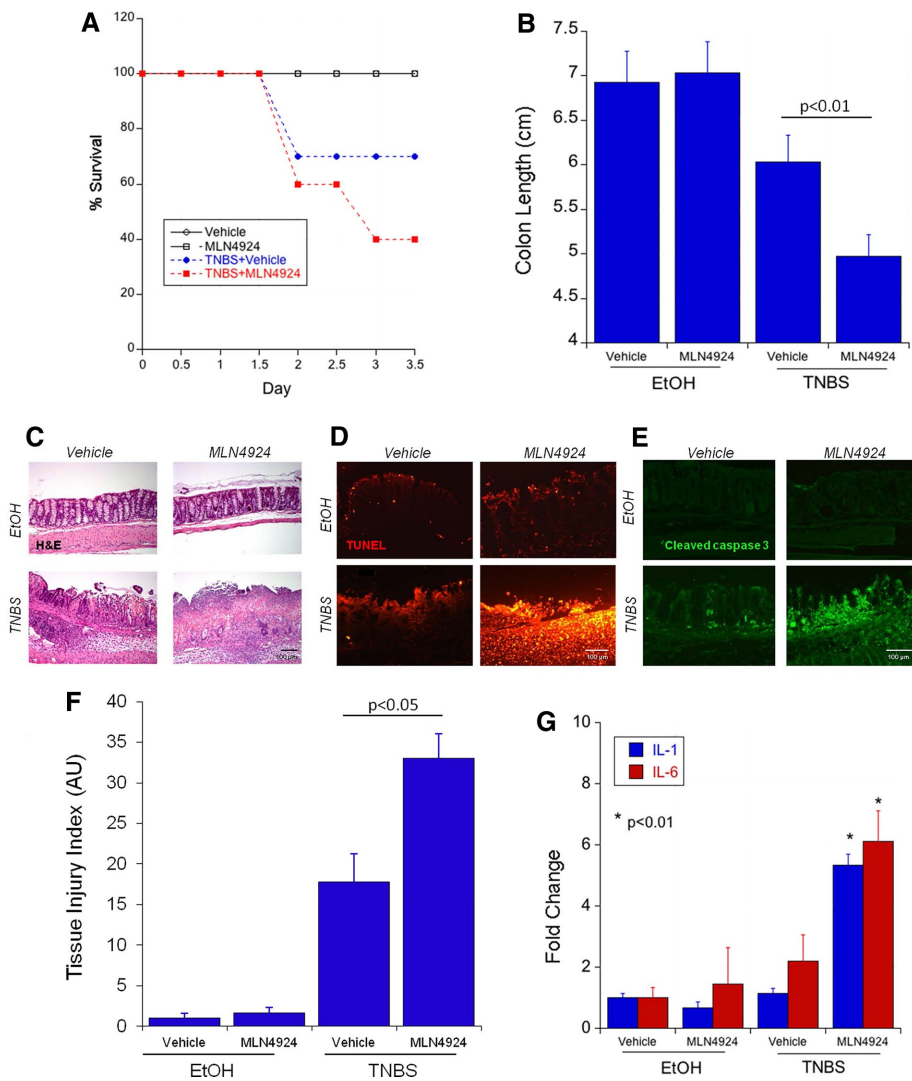 A
120
100
80
60
40
20
0
% Survival
Vehicle
MLN4924
TNBS+Vehicle
TNBS+MLN4924
0 0.5 1 1.5 2 2.5 3 3.5
Day
B
7.5
7
6.5
6
5.5
5
4.5
4
Colon Length (cm)
p<0.01
Vehicle MLN4924 Vehicle MLN4924
EtOH TNBS
C
Vehicle MLN4924
EtOH
H&E
TNBS
100 µm
D
Vehicle MLN4924
EtOH
TUNEL
TNBS
100 µm
E
Vehicle MLN4924
EtOH
Cleaved caspase 3
TNBS
100 µm
F
40
35
30
25
20
15
10
5
0
Tissue Injury Index (AU)
p<0.05
Vehicle MLN4924 Vehicle MLN4924
EtOH TNBS
G
10
8
6
4
2
0
Fold Change
IL-1
IL-6
* p<0.01
* *
Vehicle MLN4924 Vehicle MLN4924
EtOH TNBS